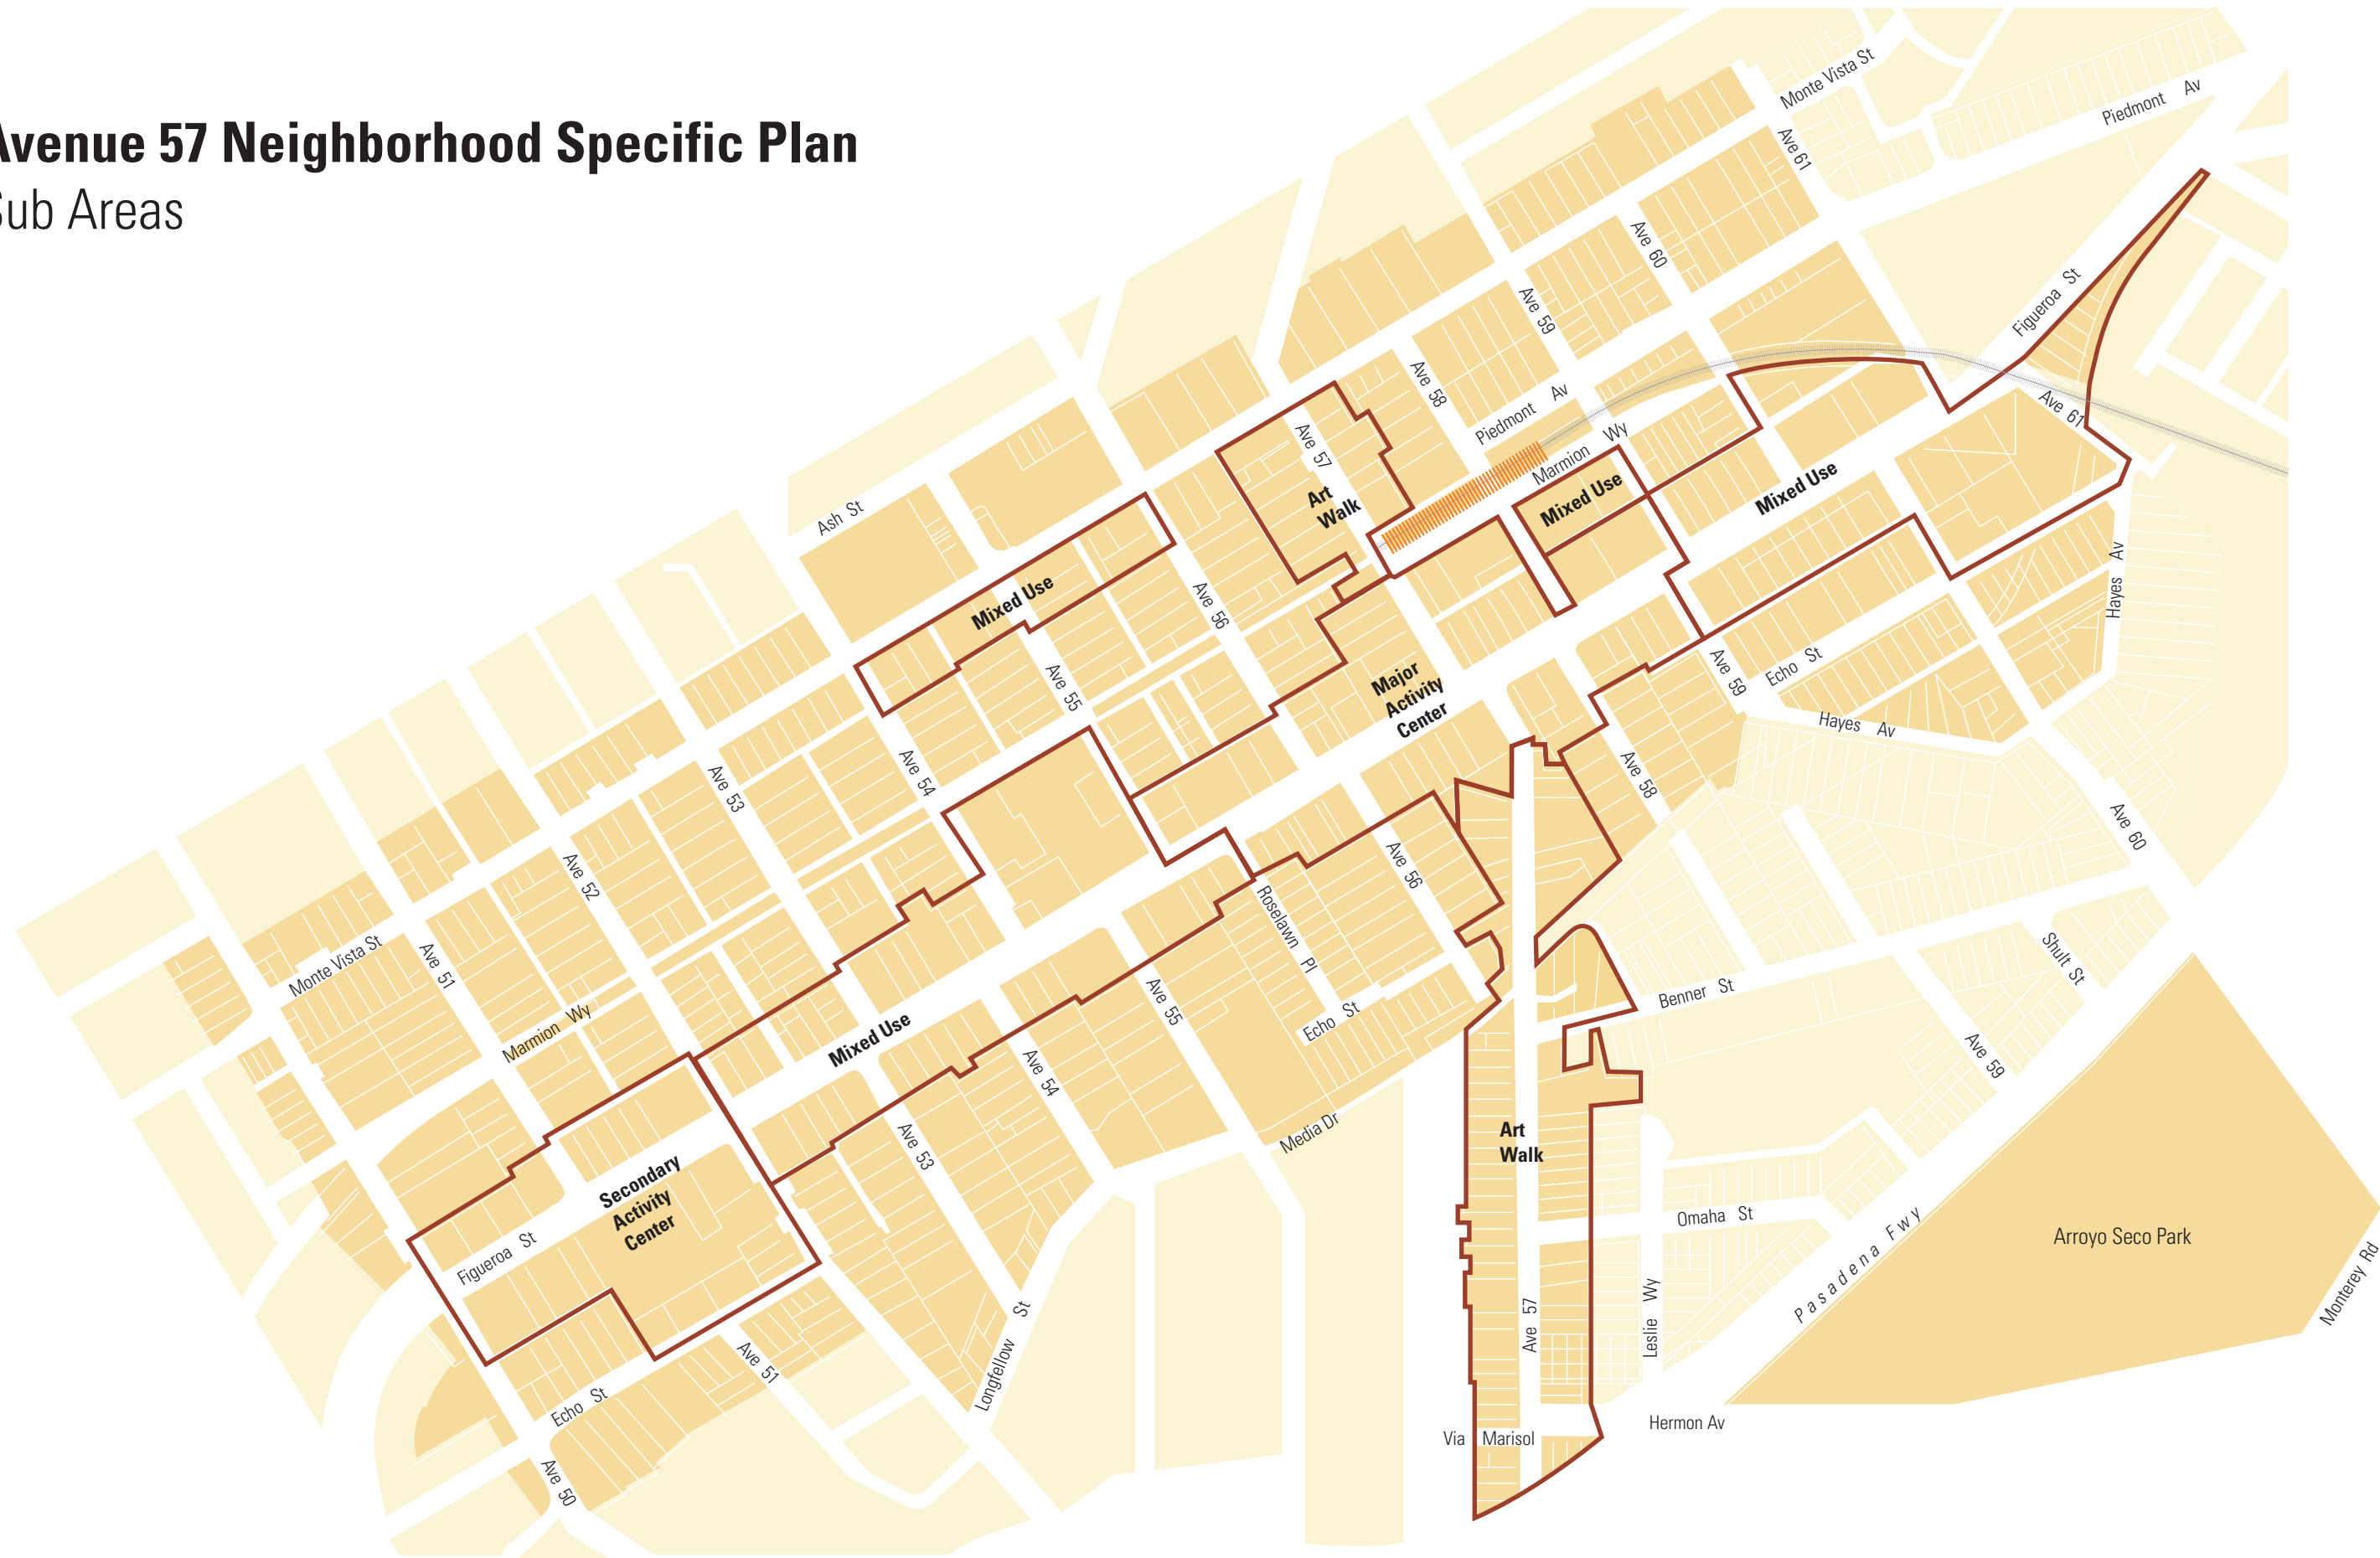 Avenue 57 Neighborhood Specific Plan
Sub Areas
Monte Vista St
Piedmont Av
Ave 61
Ave 60
Figueroa St
Ave 59
Ave 58
Piedmont Av
Ave 61
Ave 57
Marmion Wy
Art
Walk
Mixed Use
Mixed Use
Ash St
Mixed Use
Ave 56
Hayes Av
Ave 55
Major
Activity
Center
Ave 59
Echo St
Hayes Av
Ave 54
Ave 53
Ave 58
Ave 60
Ave 52
Ave 56
Roselawn Pl
Monte Vista St
Ave 51
Shult St
Marmion Wy
Mixed Use
Ave 55
Echo St
Benner St
Ave 54
Ave 59
Media Dr
Ave 53
Art
Walk
Secondary
Activity
Center
Omaha St
Figueroa St
Pasadena Fwy
Arroyo Seco Park
Monterey Rd
Ave 57
Leslie Wy
Longfellow St
Ave 51
Echo St
Hermon Av
Via Marisol
Ave 50